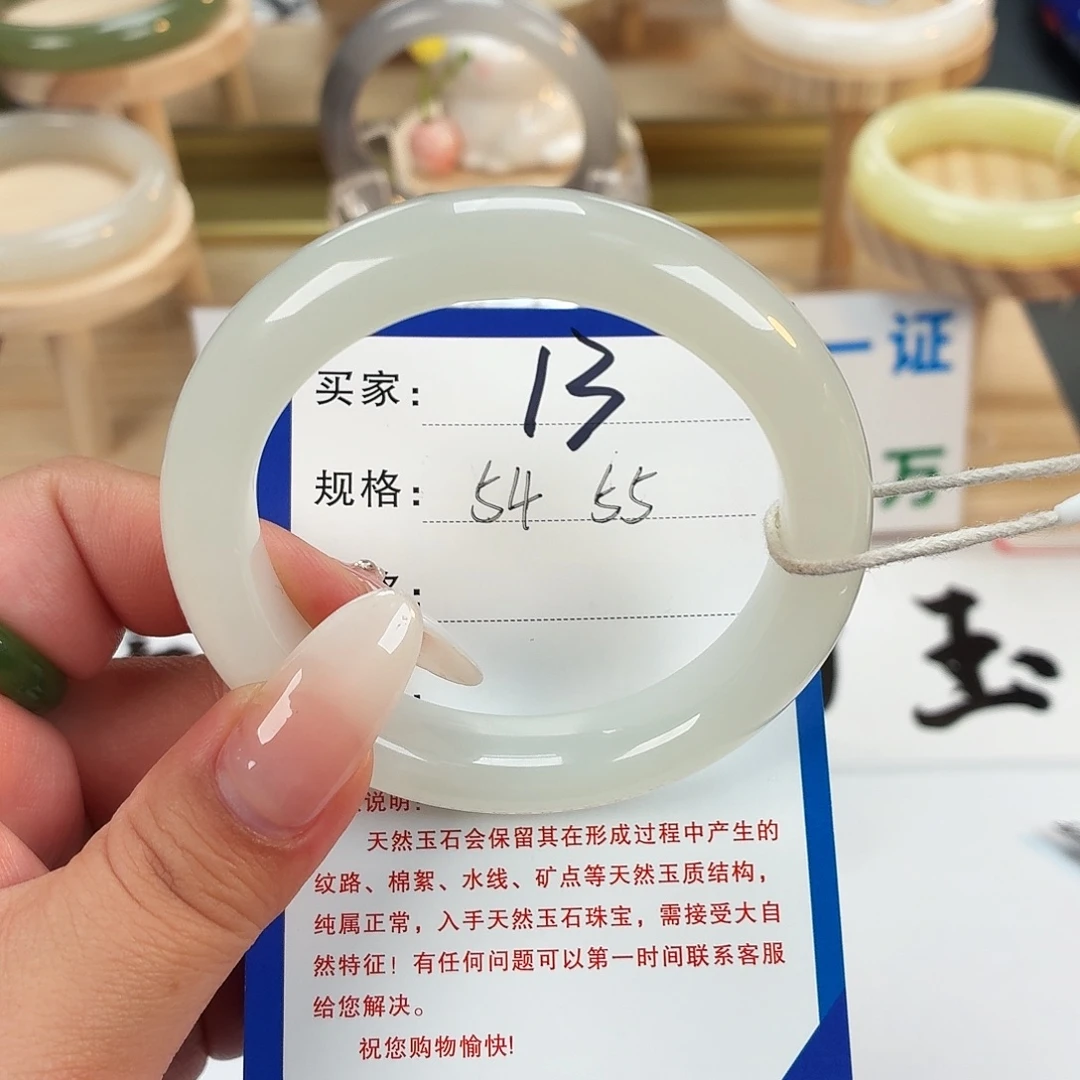 买家： 13
规格： 54 55
说明：
天然玉石会保留其在形成过程中产生的
纹路、棉絮、水线、矿点等天然玉质结构，
纯属正常，入手天然玉石珠宝，需接受大自
然特征！有任何问题可以第一时间联系客服
给您解决。
祝您购物愉快！
一证
万
玉